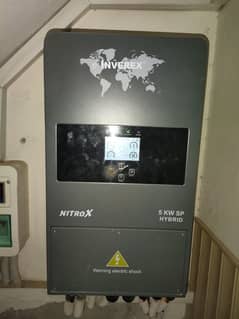 INVEREX
NITROX
5 KW SP
HYBRID
Warning electric shock